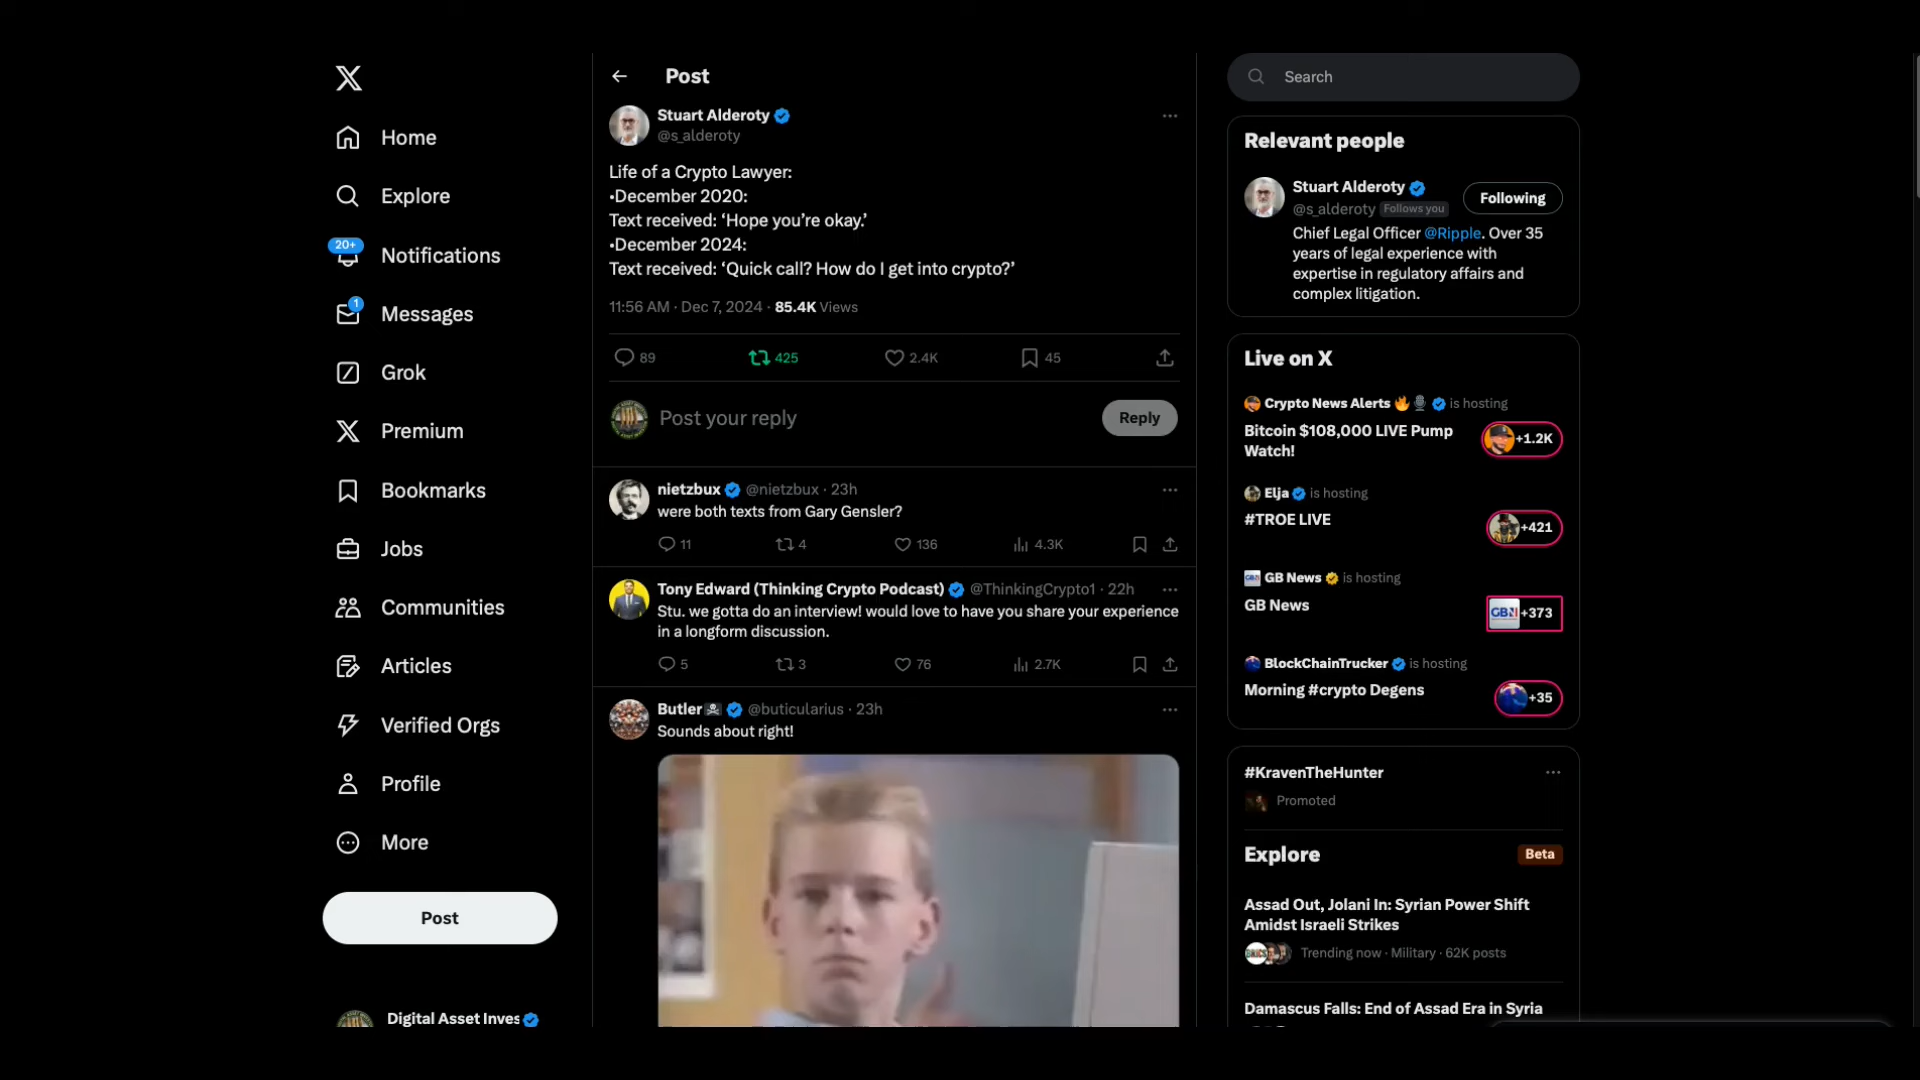 Home
Explore
20+
Notifications
1
Messages
Grok
Premium
Bookmarks
Jobs
Communities
Articles
Verified Orgs
Profile
More
Post
Digital Asset Inves
Post
Stuart Alderoty
@s_alderoty
Life of a Crypto Lawyer:
•December 2020:
Text received: ‘Hope you’re okay.’
•December 2024:
Text received: ‘Quick call? How do I get into crypto?’
11:56 AM · Dec 7, 2024 · 85.4K Views
89 425 2.4K 45
Post your reply
Reply
nietzbux @nietzbux · 23h
were both texts from Gary Gensler?
11 4 136 4.3K
Tony Edward (Thinking Crypto Podcast) @ThinkingCrypto1 · 22h
Stu. we gotta do an interview! would love to have you share your experience
in a longform discussion.
5 3 76 2.7K
Butler☠️ @buticularius · 23h
Sounds about right!
Search
Relevant people
Stuart Alderoty
@s_alderoty Follows you
Following
Chief Legal Officer @Ripple. Over 35
years of legal experience with
expertise in regulatory affairs and
complex litigation.
Live on X
Crypto News Alerts 🔥🎙️ is hosting
Bitcoin $108,000 LIVE Pump
Watch!
+1.2K
Elja is hosting
#TROE LIVE
+421
GB News is hosting
GB News
GBN
+373
BlockChainTrucker is hosting
Morning #crypto Degens
+35
#KravenTheHunter
Promoted
Explore
Beta
Assad Out, Jolani In: Syrian Power Shift
Amidst Israeli Strikes
Trending now · Military · 62K posts
Damascus Falls: End of Assad Era in Syria